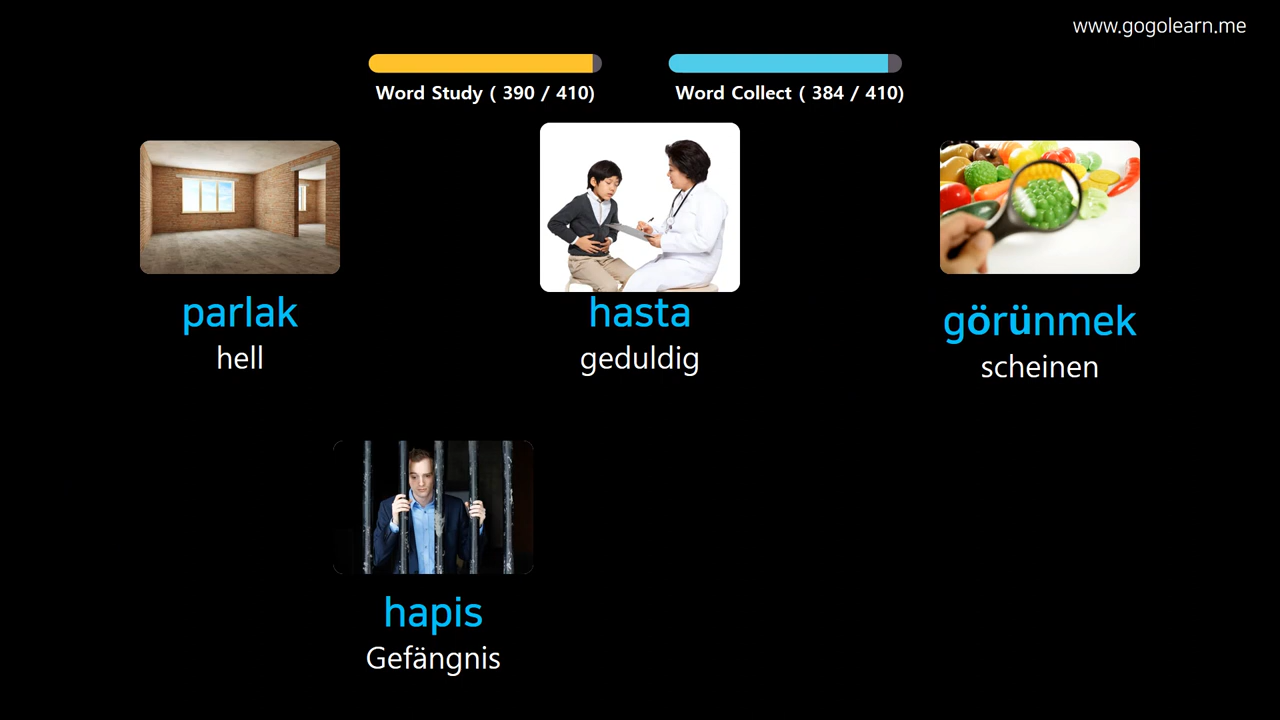 www.gogolearn.me
Word Study ( 390 / 410)
Word Collect ( 384 / 410)
parlak
hell
hasta
geduldig
görünmek
scheinen
hapis
Gefängnis